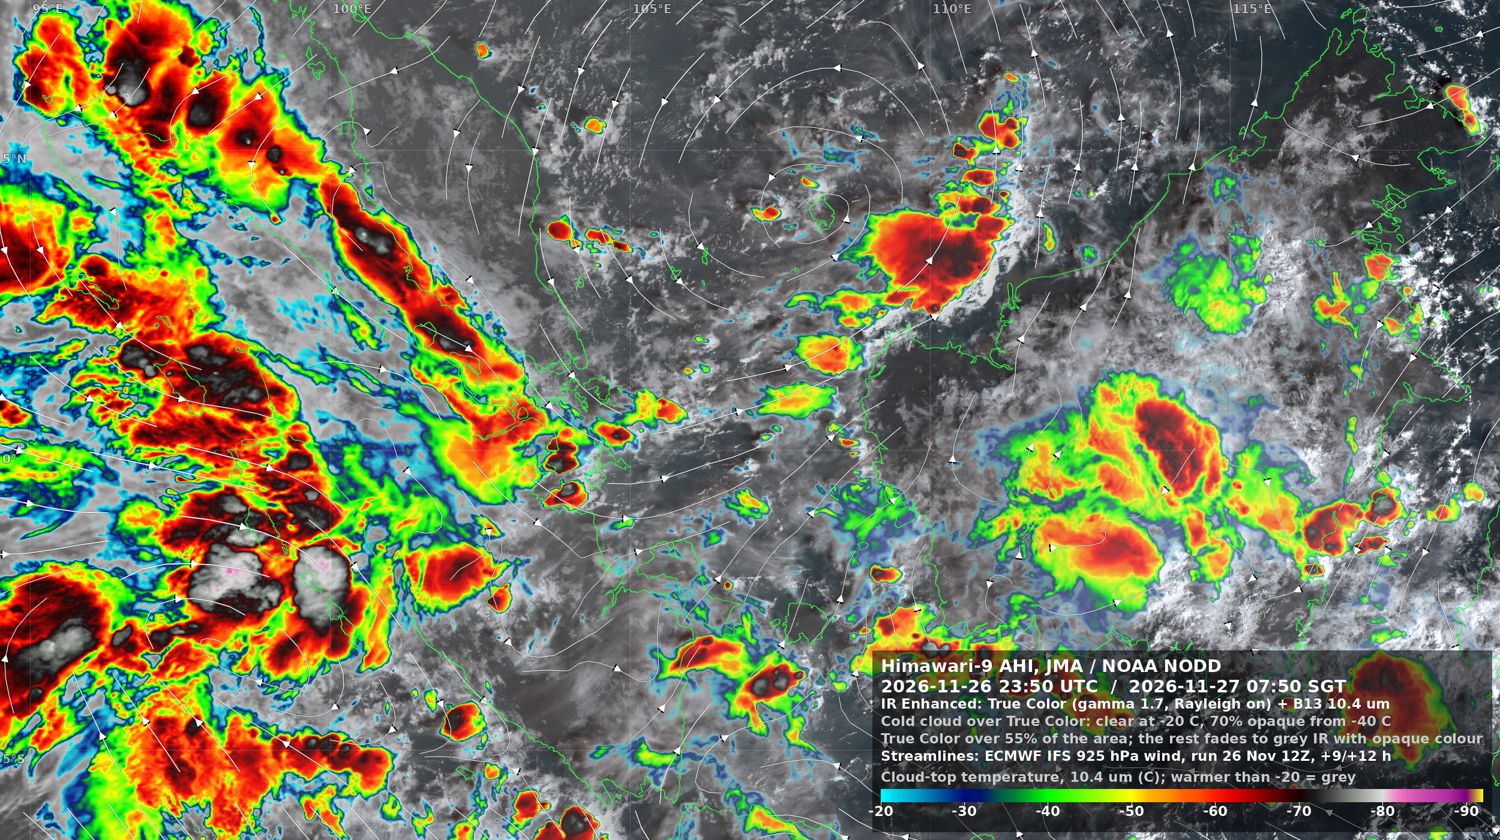 95°E 100°E 105°E 110°E 115°E
5°N
0°
5°S
Himawari-9 AHI, JMA / NOAA NODD
2026-11-26 23:50 UTC / 2026-11-27 07:50 SGT
IR Enhanced: True Color (gamma 1.7, Rayleigh on) + B13 10.4 um
Cold cloud over True Color: clear at -20 C, 70% opaque from -40 C
True Color over 55% of the area; the rest fades to grey IR with opaque colour
Streamlines: ECMWF IFS 925 hPa wind, run 26 Nov 12Z, +9/+12 h
Cloud-top temperature, 10.4 um (C); warmer than -20 = grey
-20 -30 -40 -50 -60 -70 -80 -90